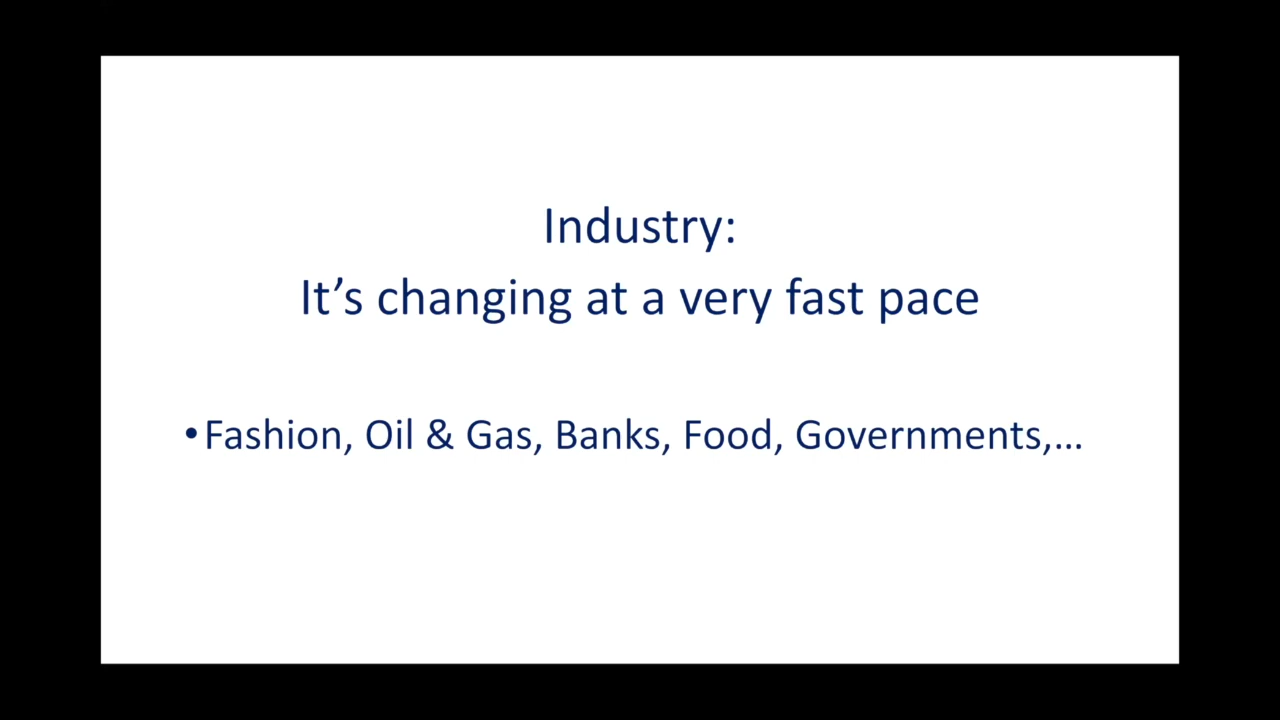 Industry:
It’s changing at a very fast pace
•Fashion, Oil & Gas, Banks, Food, Governments,...